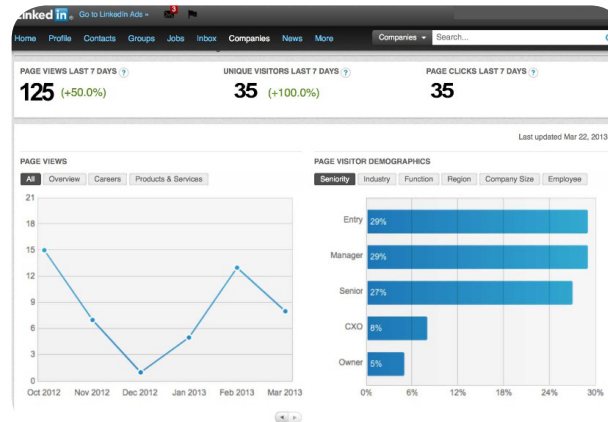 Linked in. Go to LinkedIn Ads » 3
Home Profile Contacts Groups Jobs Inbox Companies News More Companies Search...
PAGE VIEWS LAST 7 DAYS ? UNIQUE VISITORS LAST 7 DAYS ? PAGE CLICKS LAST 7 DAYS ?
125 (+50.0%) 35 (+100.0%) 35
Last updated Mar 22, 2013
PAGE VIEWS
All Overview Careers Products & Services
21
18
15
12
9
6
3
0
Oct 2012 Nov 2012 Dec 2012 Jan 2013 Feb 2013 Mar 2013
PAGE VISITOR DEMOGRAPHICS
Seniority Industry Function Region Company Size Employee
Entry 29%
Manager 29%
Senior 27%
CXO 8%
Owner 5%
0% 6% 12% 18% 24% 30%